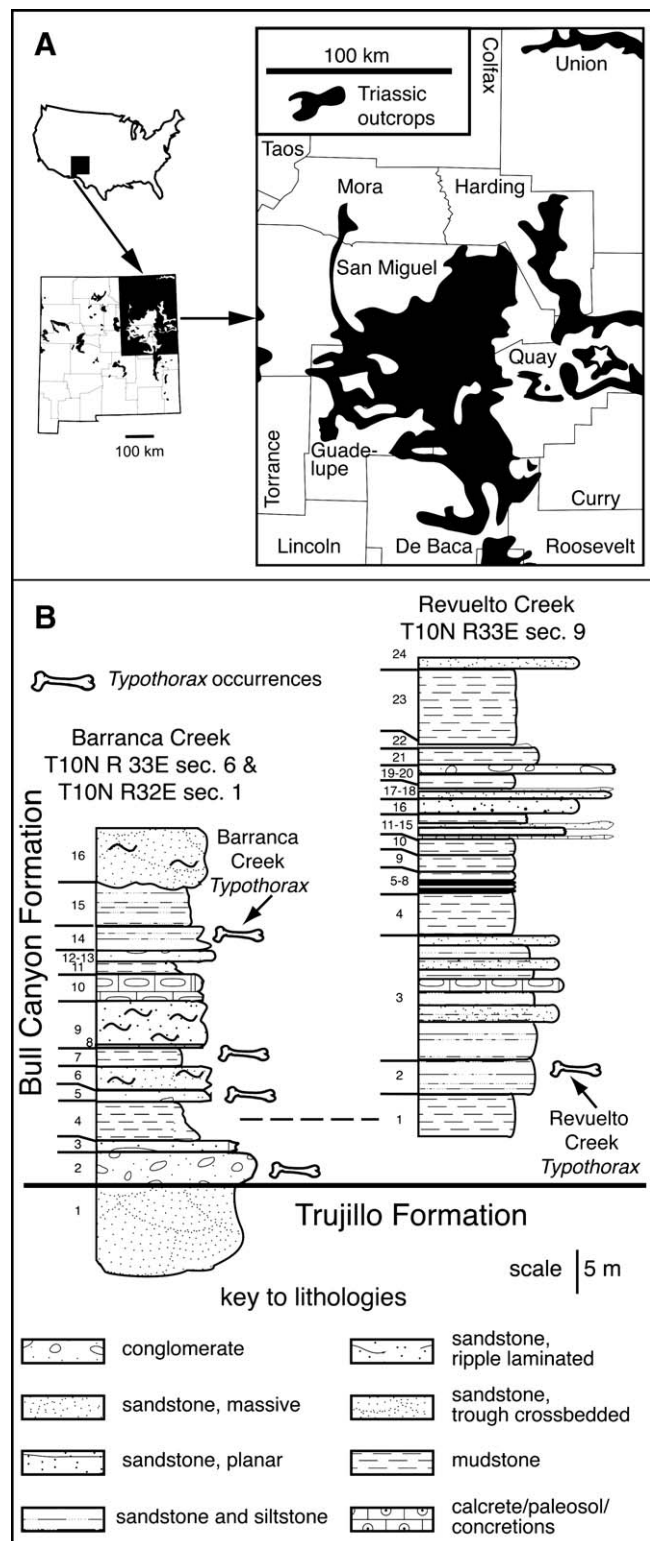 A
100 km
Triassic
outcrops
Colfax
Union
Taos
Mora
Harding
San Miguel
Quay
Torrance
Guade-
lupe
Curry
Lincoln
De Baca
Roosevelt
100 km
B
Revuelto Creek
T10N R33E sec. 9
Typothorax occurrences
Barranca Creek
T10N R 33E sec. 6 &
T10N R32E sec. 1
Barranca
Creek
Typothorax
Bull Canyon Formation
16
15
14
12-13
11
10
9
8
7
6
5
4
3
2
1
24
23
22
21
19-20
17-18
16
11-15
10
9
5-8
4
3
2
1
Revuelto
Creek
Typothorax
Trujillo Formation
scale 5 m
key to lithologies
conglomerate
sandstone, massive
sandstone, planar
sandstone and siltstone
sandstone,
ripple laminated
sandstone,
trough crossbedded
mudstone
calcrete/paleosol/
concretions